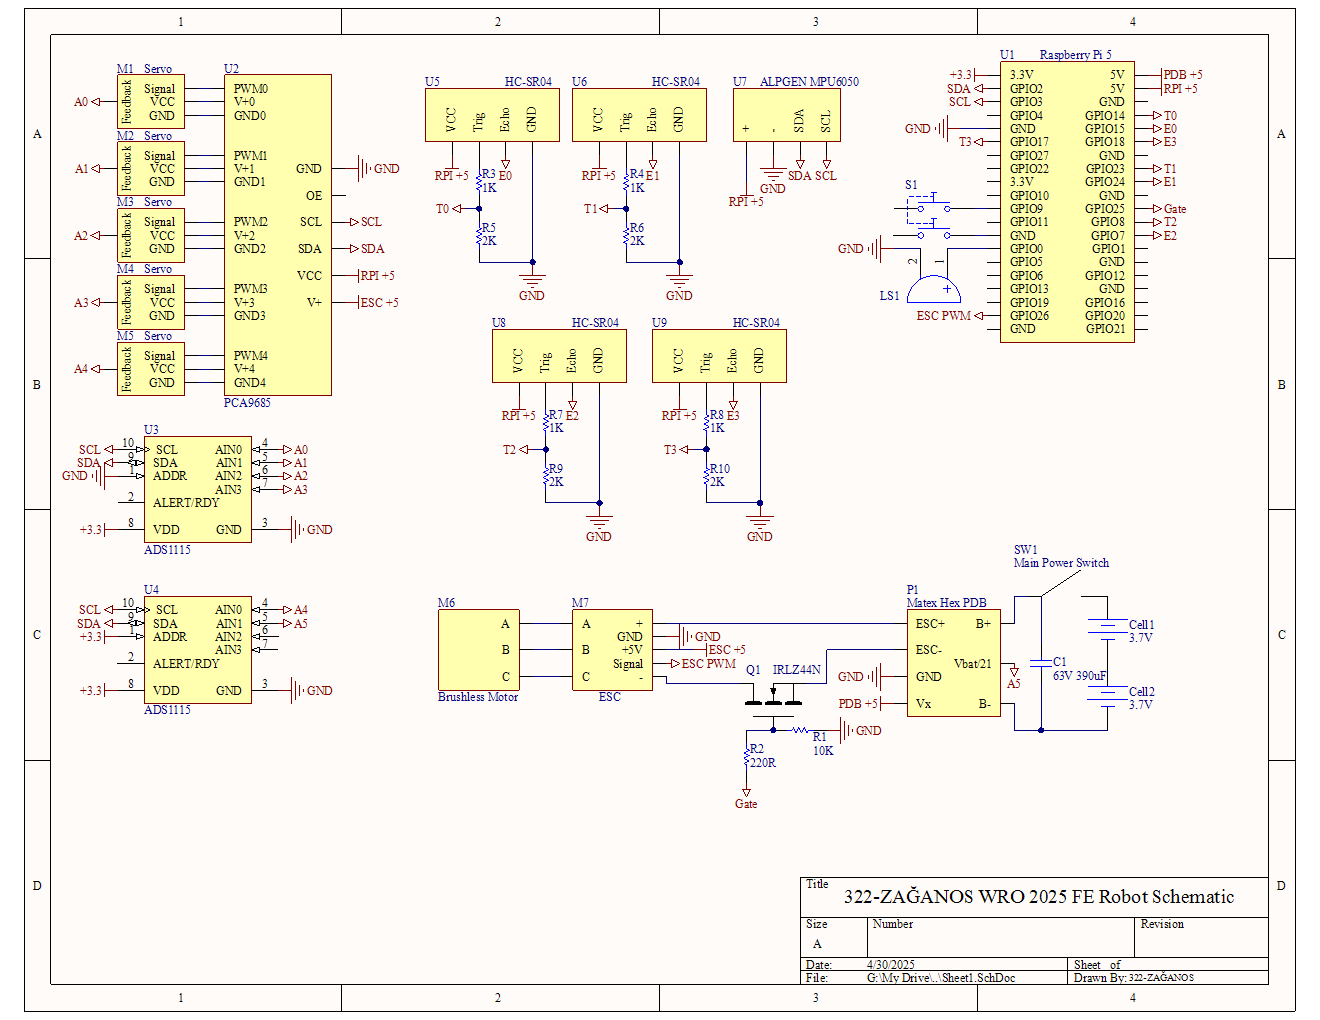 1 2 3 4
A
B
C
D
M1 Servo
Feedback
Signal
VCC
GND
A0
M2 Servo
Feedback
Signal
VCC
GND
A1
M3 Servo
Feedback
Signal
VCC
GND
A2
M4 Servo
Feedback
Signal
VCC
GND
A3
M5 Servo
Feedback
Signal
VCC
GND
A4
U2
PWM0
V+0
GND0
PWM1
V+1
GND1
PWM2
V+2
GND2
PWM3
V+3
GND3
PWM4
V+4
GND4
GND GND
OE
SCL SCL
SDA SDA
VCC RPI +5
V+ ESC +5
PCA9685
U5 HC-SR04
VCC Trig Echo GND
RPI +5 R3 E0
1K
T0
R5
2K
GND
U6 HC-SR04
VCC Trig Echo GND
RPI +5 R4 E1
1K
T1
R6
2K
GND
U7 ALPGEN MPU6050
+ - SDA SCL
GND SDA SCL
RPI +5
U8 HC-SR04
VCC Trig Echo GND
RPI +5 R7 E2
1K
T2
R9
2K
GND
U9 HC-SR04
VCC Trig Echo GND
RPI +5 R8 E3
1K
T3
R10
2K
GND
U1 Raspberry Pi 5
+3.3 3.3V 5V PDB +5
SDA GPIO2 5V RPI +5
SCL GPIO3 GND
GPIO4 GPIO14 T0
GND GND GPIO15 E0
T3 GPIO17 GPIO18 E3
GPIO27 GND
GPIO22 GPIO23 T1
3.3V GPIO24 E1
GPIO10 GND
GPIO9 GPIO25 Gate
GPIO11 GPIO8 T2
GND GPIO7 E2
GND GPIO0 GPIO1
GPIO5 GND
GPIO6 GPIO12
GPIO13 GND
GPIO19 GPIO16
ESC PWM GPIO26 GPIO20
GND GPIO21
S1
2 1
LS1 +
U3
SCL 10 SCL AIN0 4 A0
SDA 9 SDA AIN1 5 A1
GND 1 ADDR AIN2 6 A2
AIN3 7 A3
2 ALERT/RDY
+3.3 8 VDD GND 3 GND
ADS1115
U4
SCL 10 SCL AIN0 4 A4
SDA 9 SDA AIN1 5 A5
+3.3 1 ADDR AIN2 6
AIN3 7
2 ALERT/RDY
+3.3 8 VDD GND 3 GND
ADS1115
M6
A
B
C
Brushless Motor
M7
A +
GND GND
B +5V ESC +5
Signal ESC PWM
C -
ESC
Q1 IRLZ44N
R1
10K
GND
R2
220R
Gate
P1
Matex Hex PDB
ESC+ B+
ESC-
Vbat/21 A5
GND GND
PDB +5 Vx B-
SW1
Main Power Switch
C1
63V 390uF
Cell1
3.7V
Cell2
3.7V
Title
322-ZAĞANOS WRO 2025 FE Robot Schematic
Size Number Revision
A
Date: 4/30/2025 Sheet of
File: G:\My Drive\..\Sheet1.SchDoc Drawn By: 322-ZAĞANOS
A
B
C
D
1 2 3 4